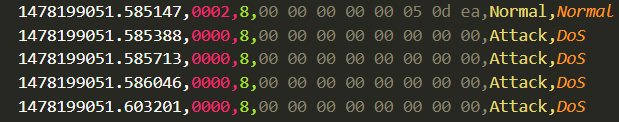 1478199051.585147,0002,8,00 00 00 00 00 05 0d ea,Normal,Normal
1478199051.585388,0000,8,00 00 00 00 00 00 00 00,Attack,DoS
1478199051.585713,0000,8,00 00 00 00 00 00 00 00,Attack,DoS
1478199051.586046,0000,8,00 00 00 00 00 00 00 00,Attack,DoS
1478199051.603201,0000,8,00 00 00 00 00 00 00 00,Attack,DoS